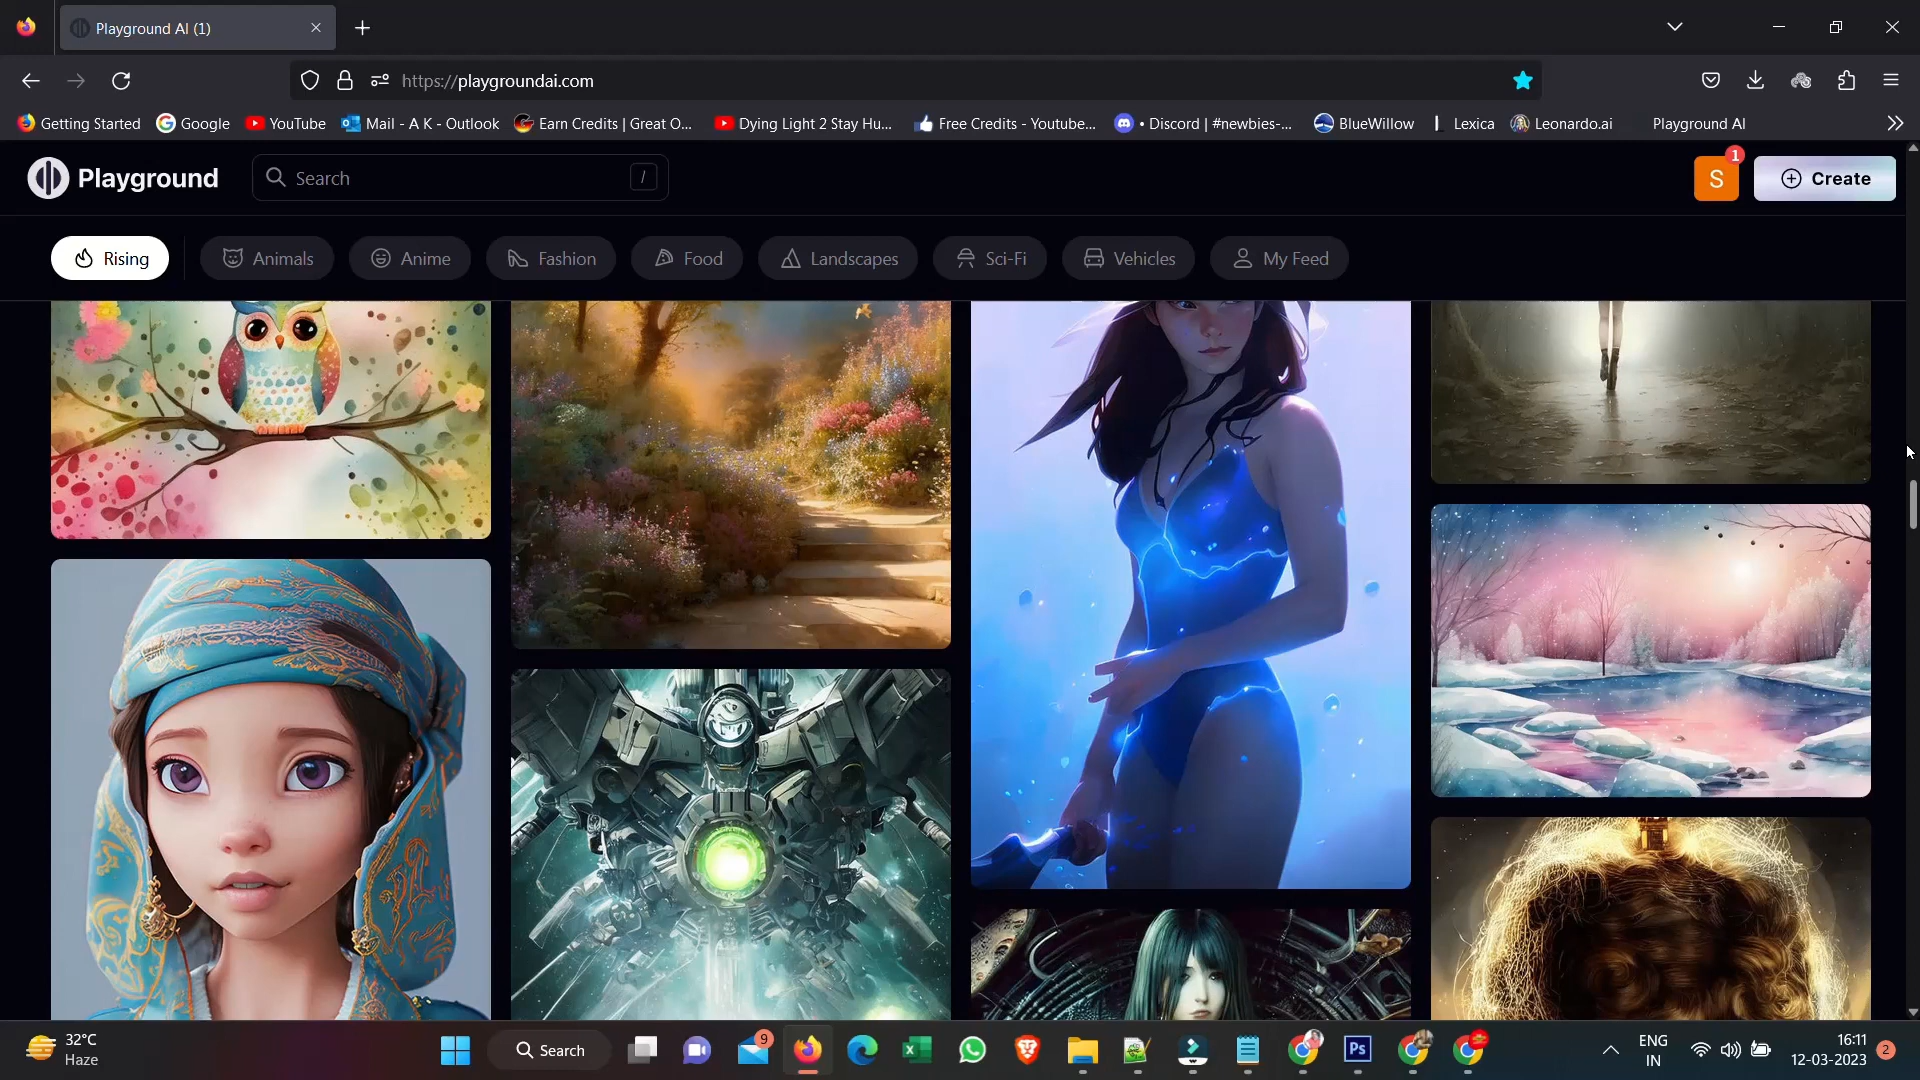 Playground AI (1)
https://playgroundai.com
Getting Started
Google
YouTube
Mail - A K - Outlook
Earn Credits | Great O...
Dying Light 2 Stay Hu...
Free Credits - Youtube...
• Discord | #newbies-...
BlueWillow
Lexica
Leonardo.ai
Playground AI
Playground
Search
/
S
1
Create
Rising
Animals
Anime
Fashion
Food
Landscapes
Sci-Fi
Vehicles
My Feed
32°C
Haze
Search
9
Ps
ENG
IN
16:11
12-03-2023
2